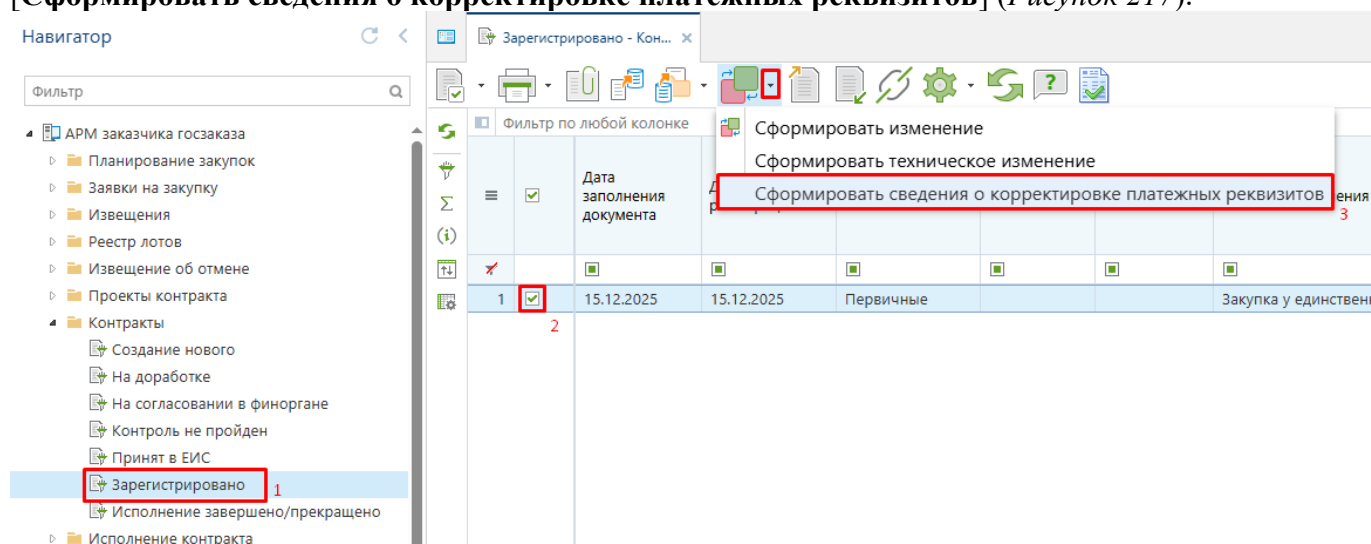 [Сформировать сведения о корректировке платежных реквизитов] (Рисунок 217).
Навигатор
Зарегистрировано - Кон...
Фильтр
Фильтр по любой колонке
АРМ заказчика госзаказа
Планирование закупок
Заявки на закупку
Извещения
Реестр лотов
Извещение об отмене
Проекты контракта
Контракты
Создание нового
На доработке
На согласовании в финоргане
Контроль не пройден
Принят в ЕИС
Зарегистрировано
1
Исполнение завершено/прекращено
Исполнение контракта
Сформировать изменение
Сформировать техническое изменение
Сформировать сведения о корректировке платежных реквизитов
3
Дата
заполнения
документа
ения
1 15.12.2025 15.12.2025 Первичные Закупка у единствен
2